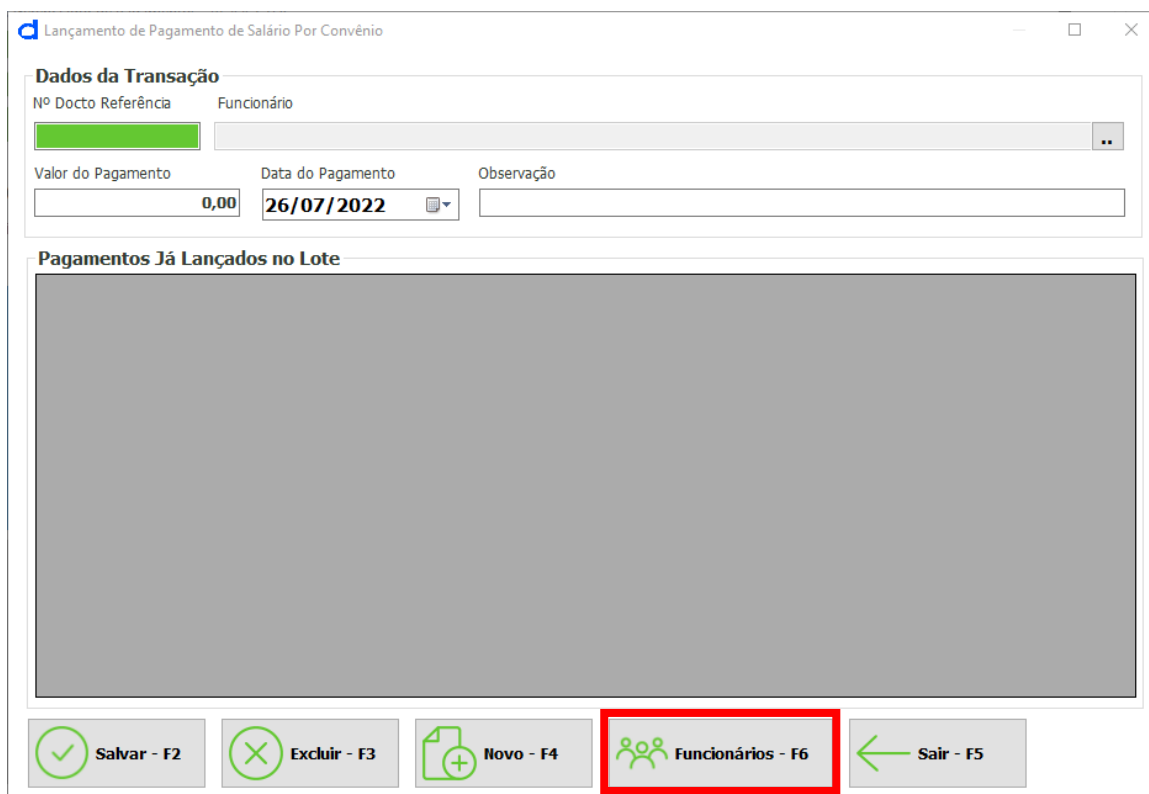 Lançamento de Pagamento de Salário Por Convênio
Dados da Transação
Nº Docto Referência Funcionário
..
Valor do Pagamento Data do Pagamento Observação
0,00 26/07/2022
Pagamentos Já Lançados no Lote
Salvar - F2 Excluir - F3 Novo - F4 Funcionários - F6 Sair - F5